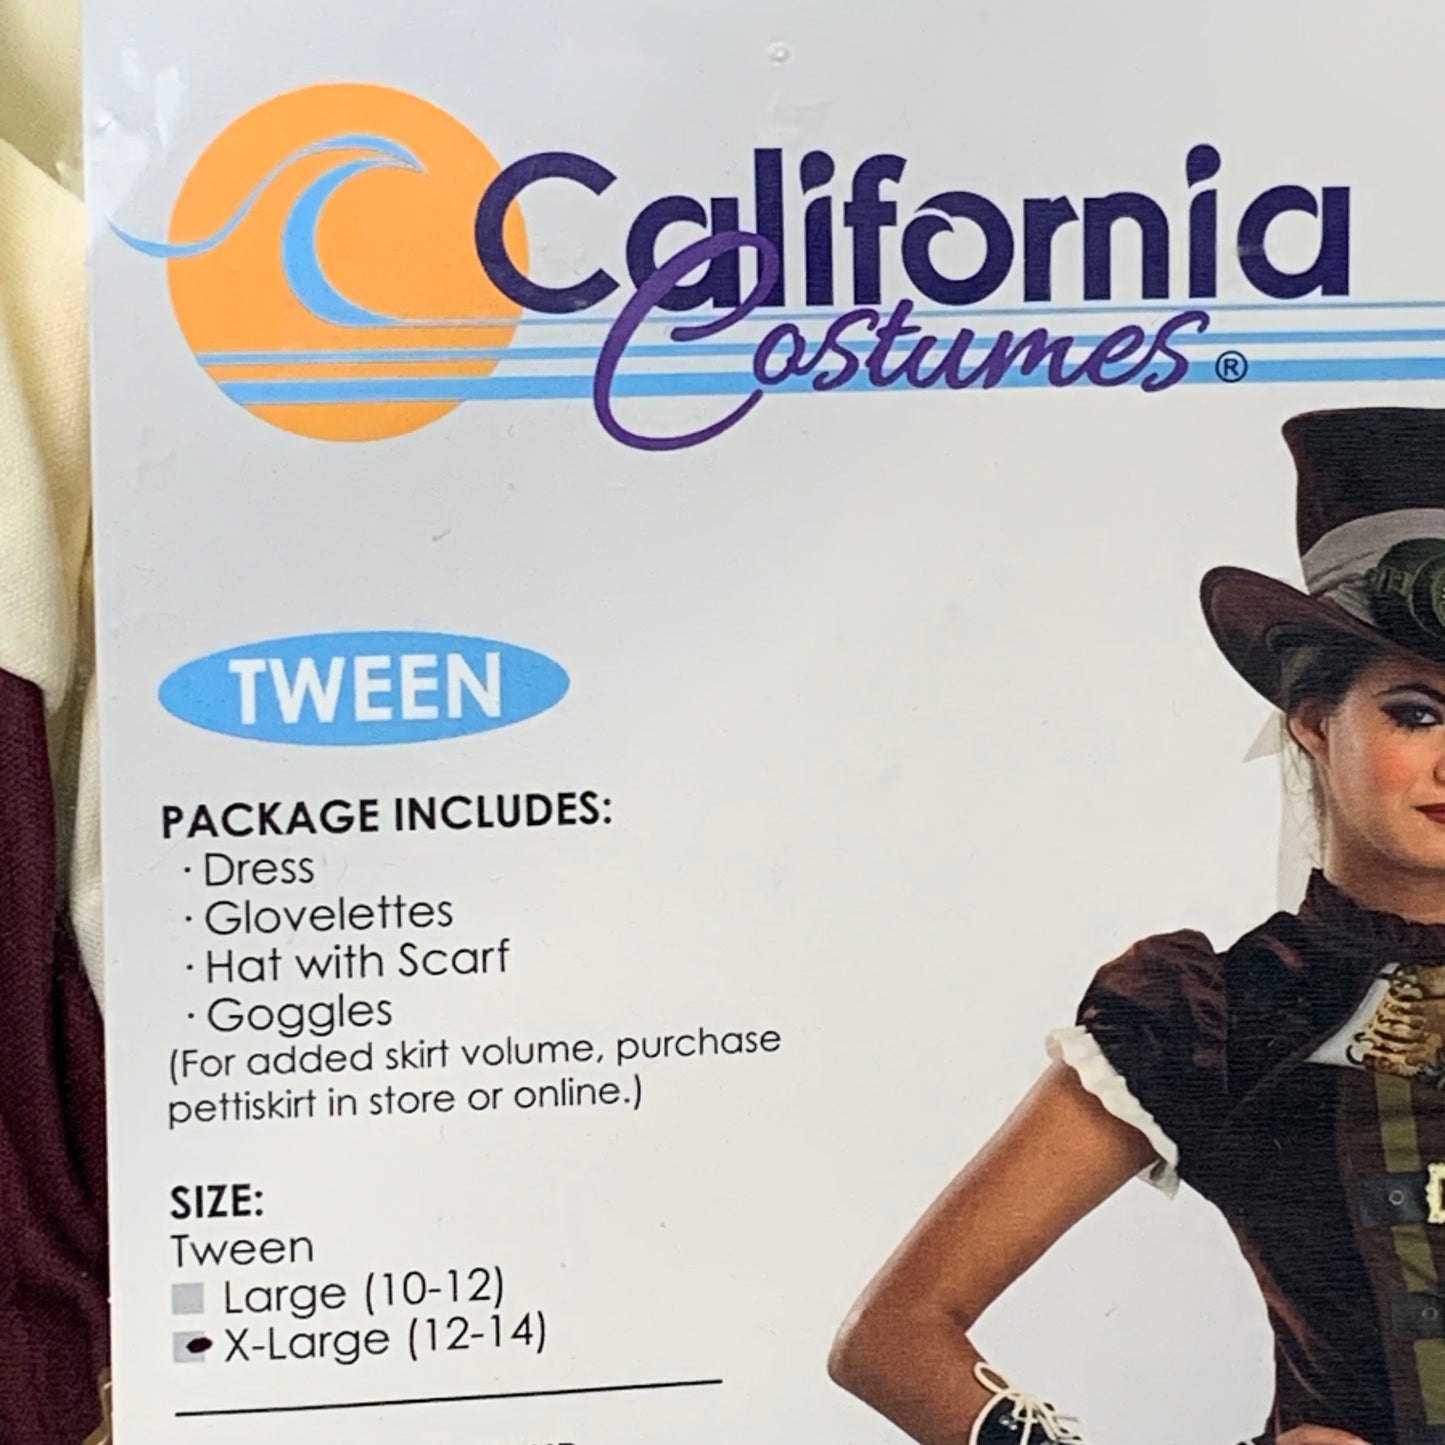 California
Costumes®
TWEEN
PACKAGE INCLUDES:
· Dress
· Glovelettes
· Hat with Scarf
· Goggles
(For added skirt volume, purchase
pettiskirt in store or online.)
SIZE:
Tween
Large (10-12)
X-Large (12-14)